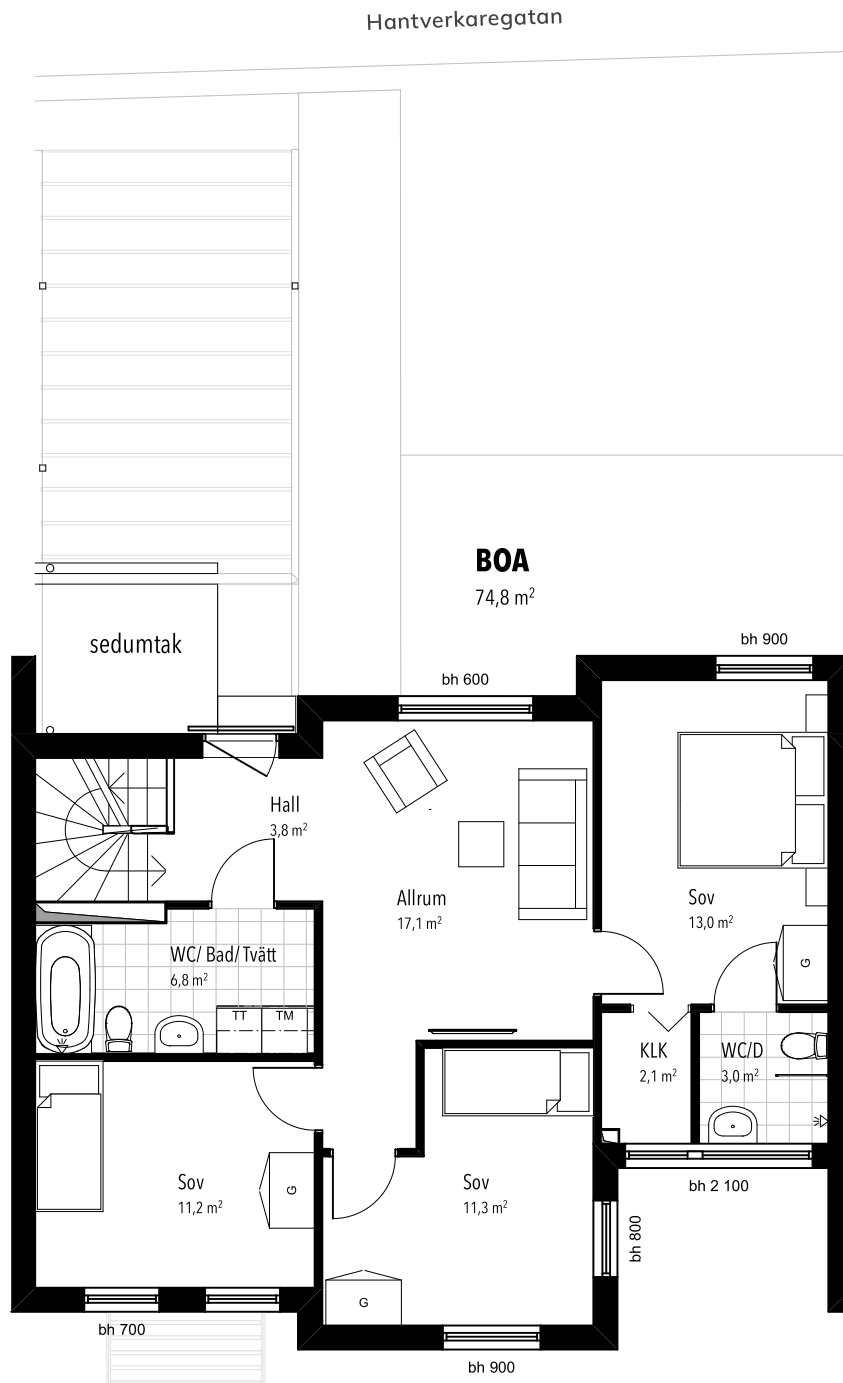 Hantverkaregatan
BOA
74,8 m²
sedumtak
bh 900
bh 600
Hall
3,8 m²
Allrum
17,1 m²
Sov
13,0 m²
G
WC/ Bad/ Tvätt
6,8 m²
TT
TM
KLK
2,1 m²
WC/D
3,0 m²
Sov
11,2 m²
G
Sov
11,3 m²
bh 2 100
bh 800
G
bh 700
bh 900